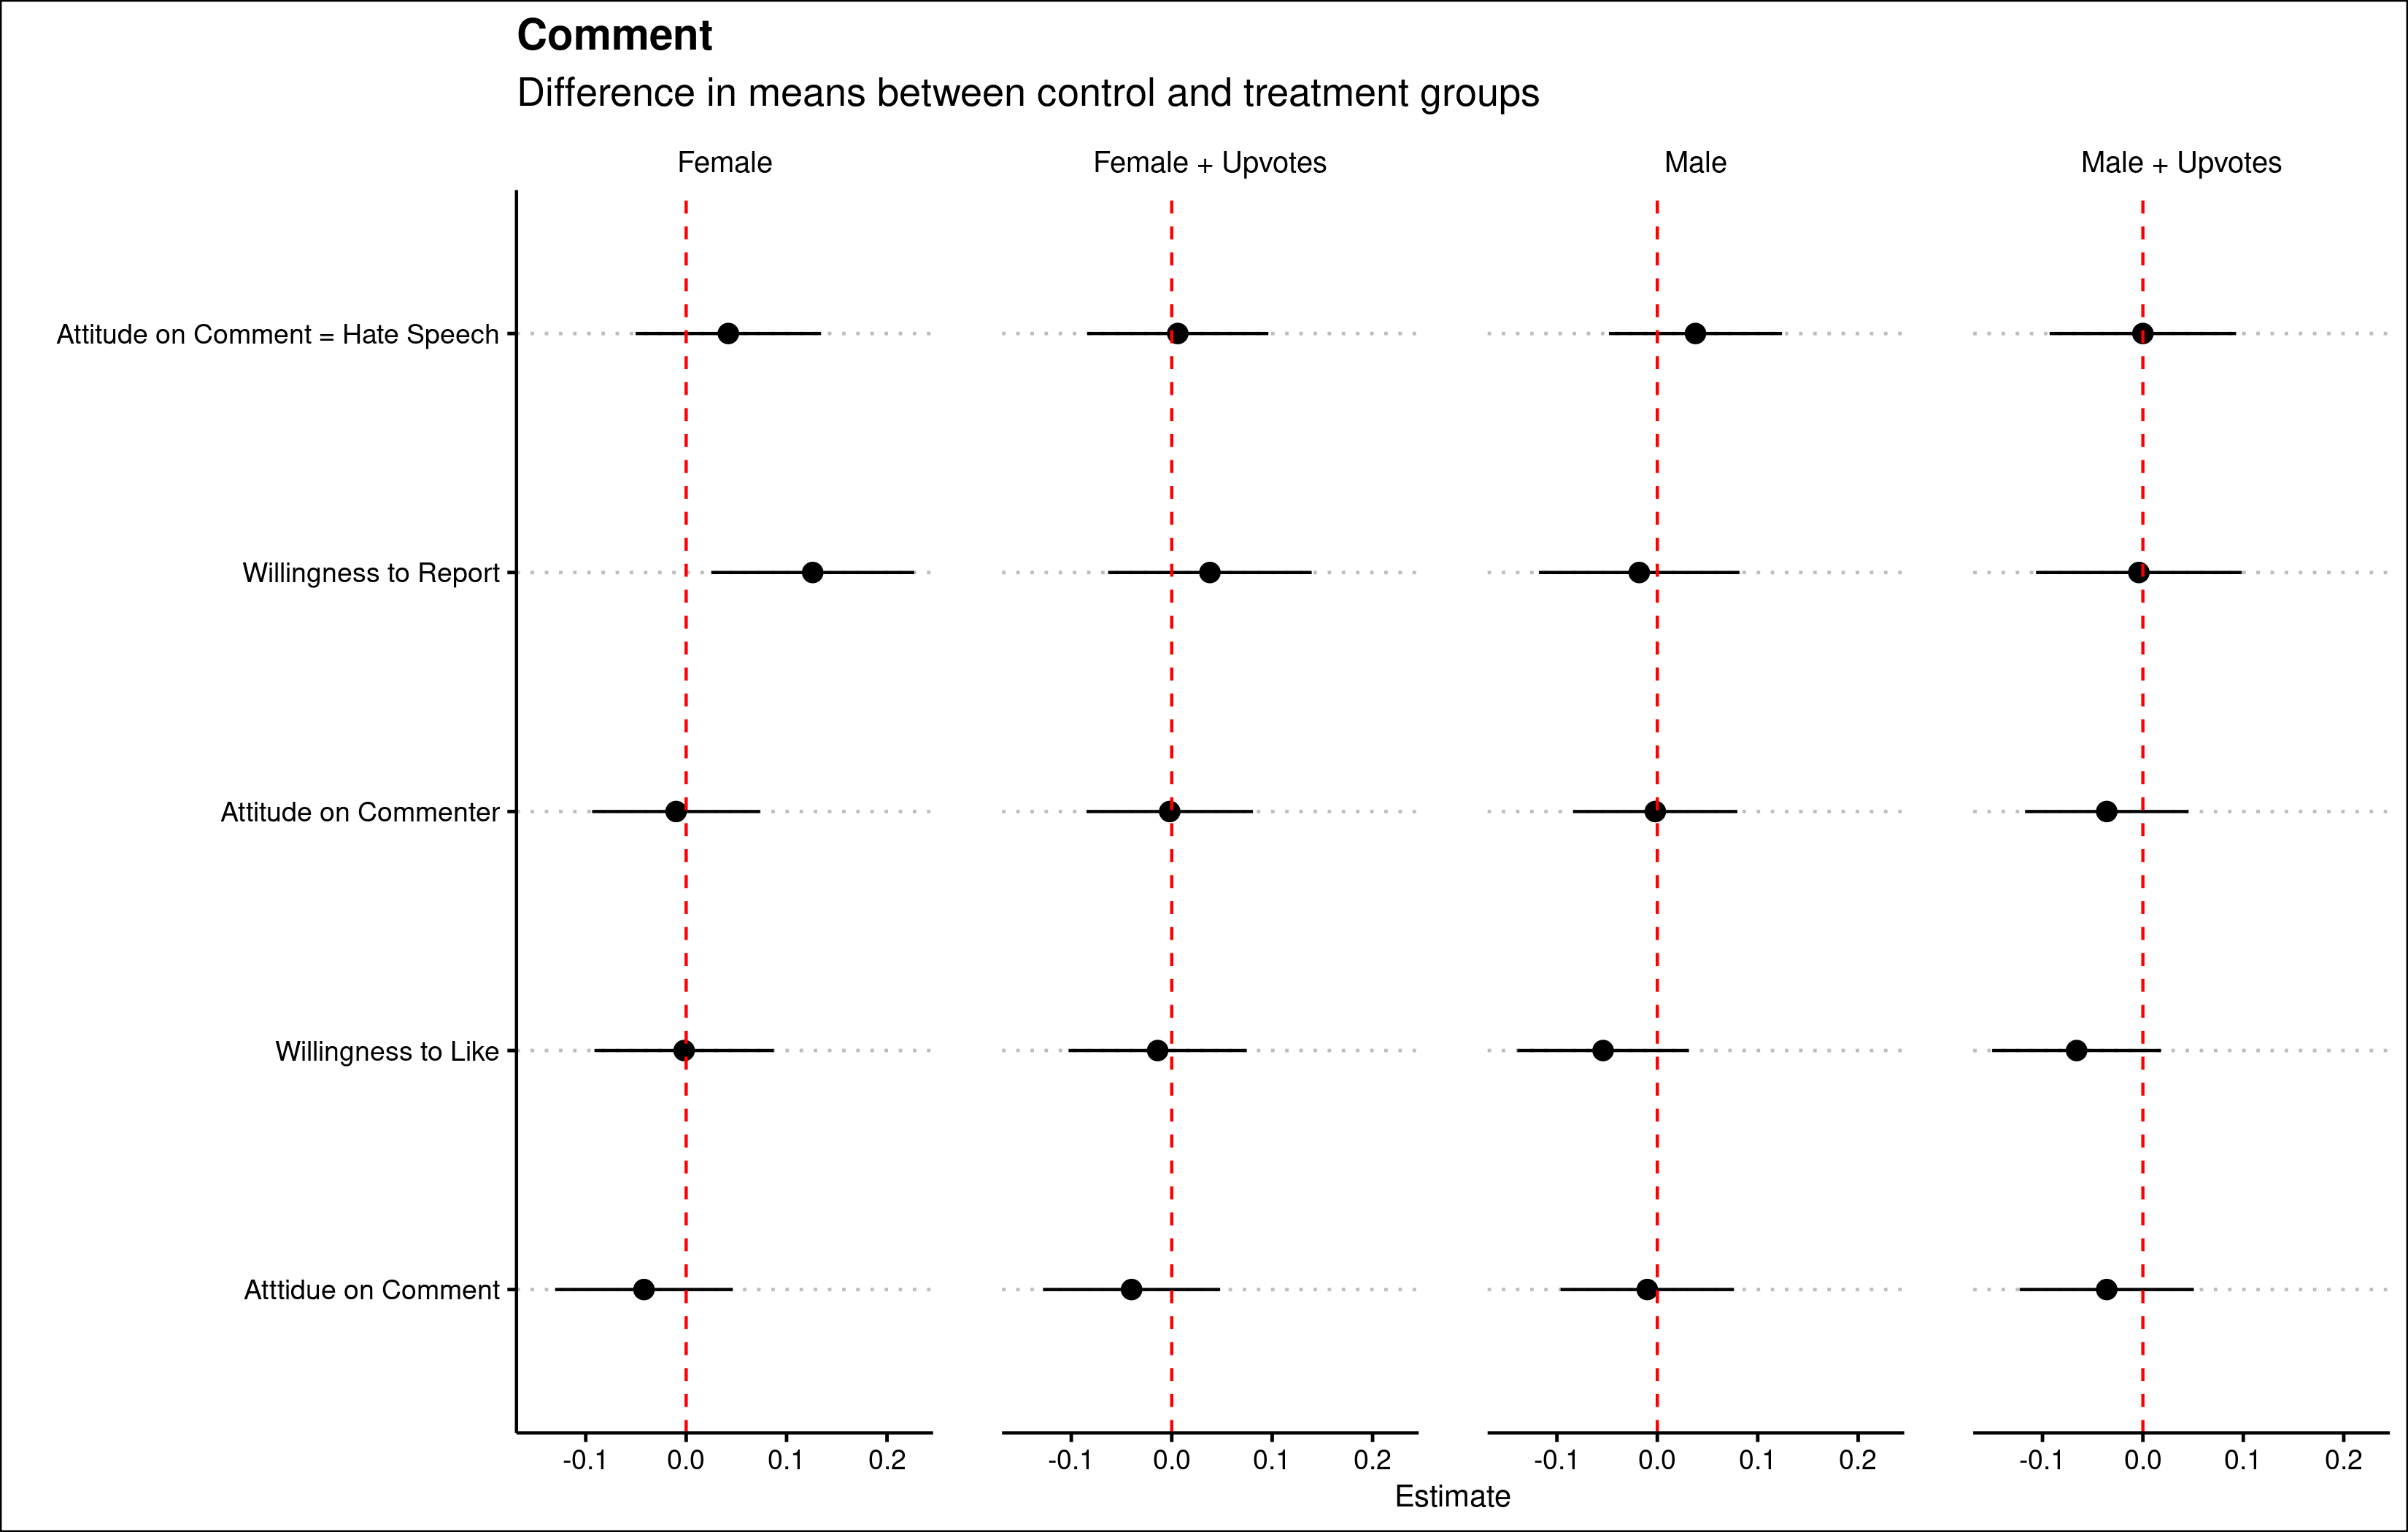 Comment
Difference in means between control and treatment groups
Female
Female + Upvotes
Male
Male + Upvotes
Attitude on Comment = Hate Speech
Willingness to Report
Attitude on Commenter
Willingness to Like
Atttidue on Comment
-0.1 0.0 0.1 0.2
-0.1 0.0 0.1 0.2
-0.1 0.0 0.1 0.2
-0.1 0.0 0.1 0.2
Estimate